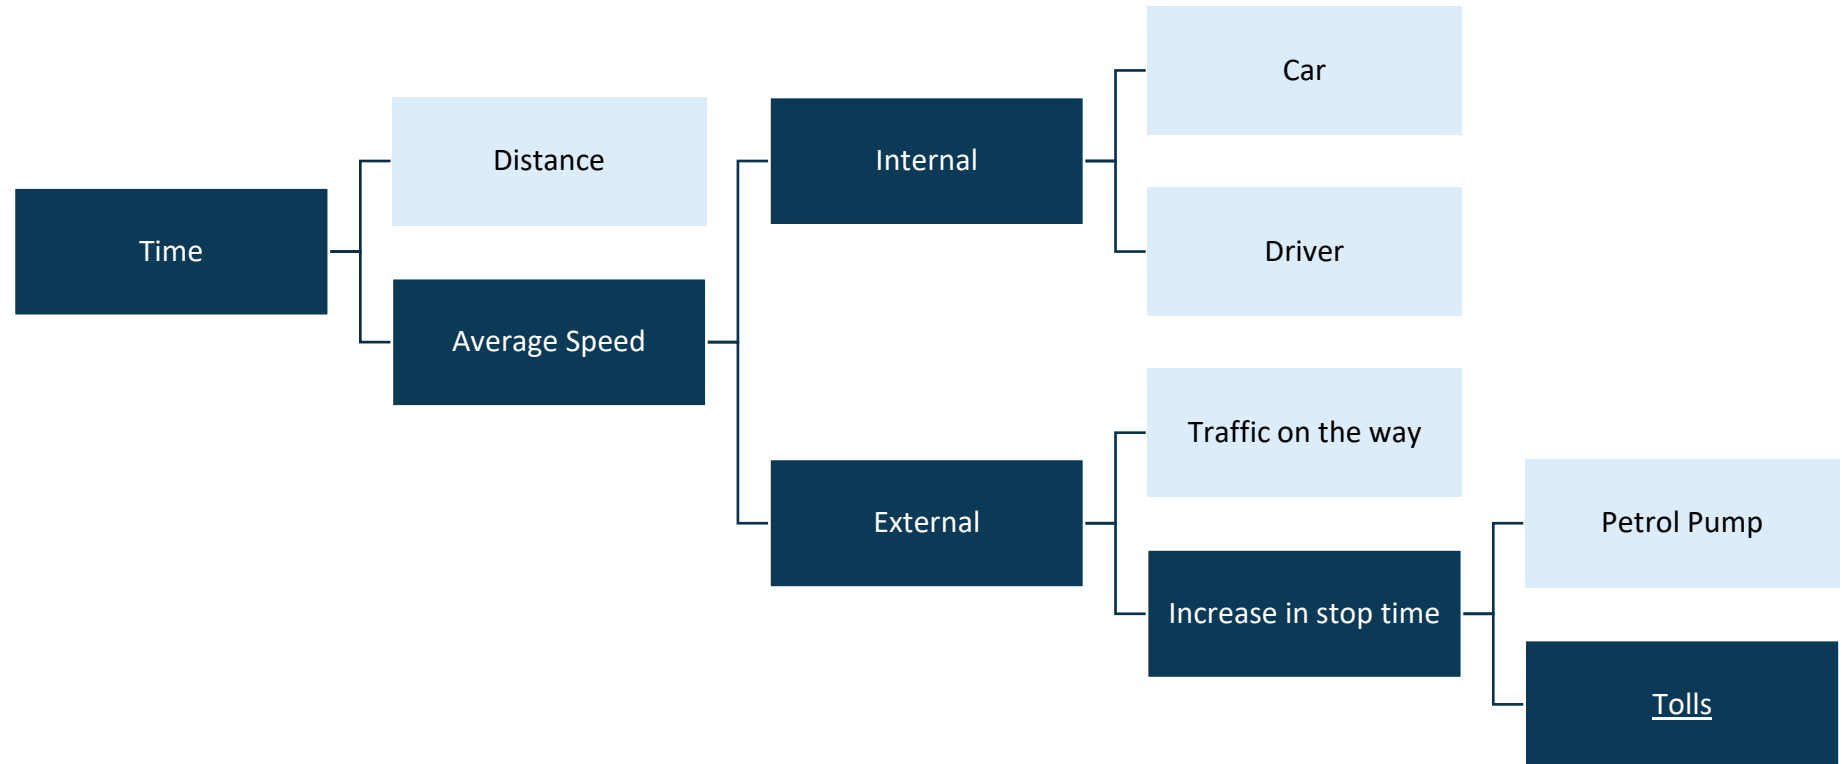 Time
Distance
Average Speed
Internal
External
Car
Driver
Traffic on the way
Increase in stop time
Petrol Pump
Tolls